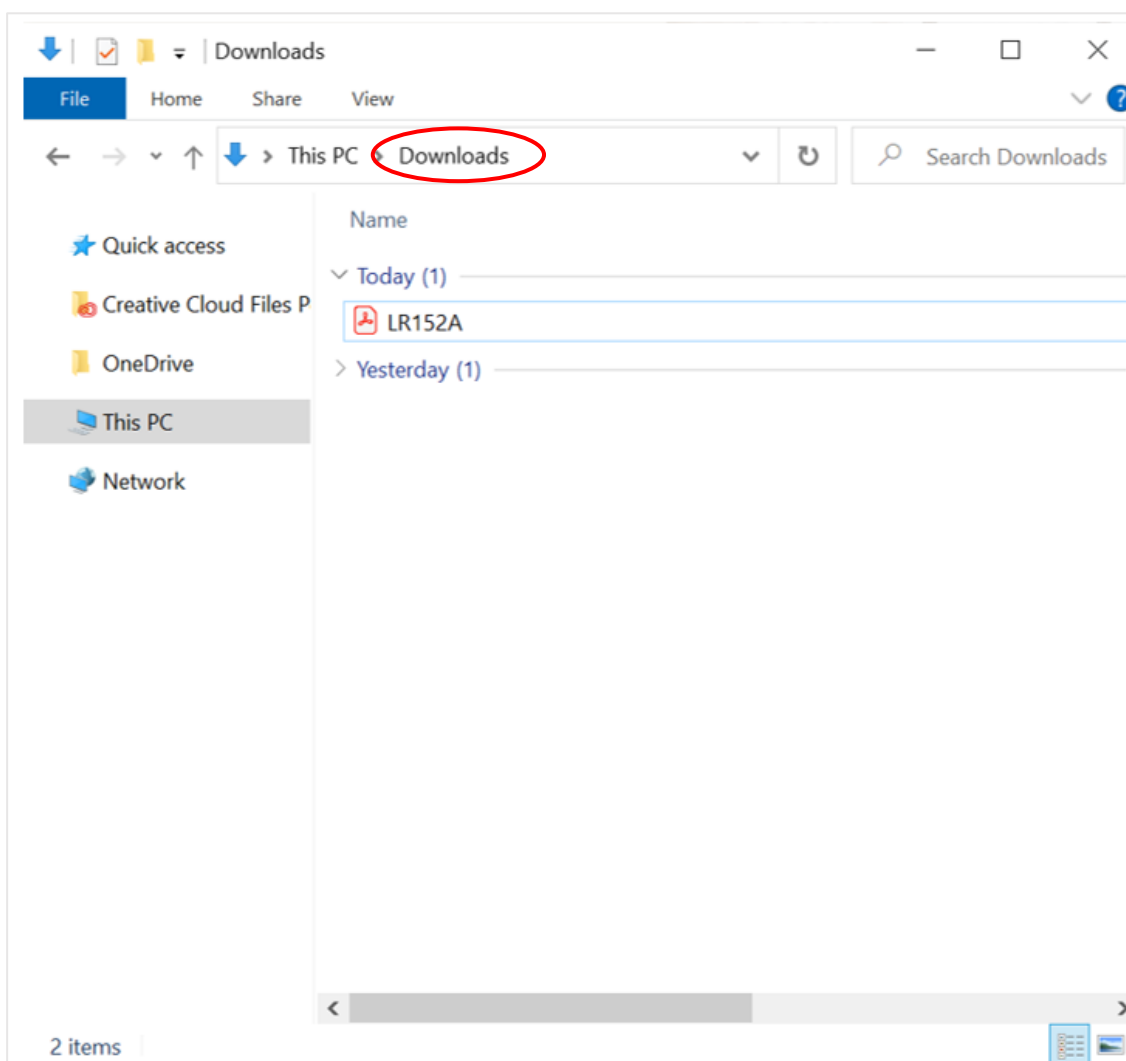 Downloads
File Home Share View
This PC Downloads Search Downloads
Name
Quick access
Today (1)
Creative Cloud Files P
LR152A
OneDrive
Yesterday (1)
This PC
Network
2 items